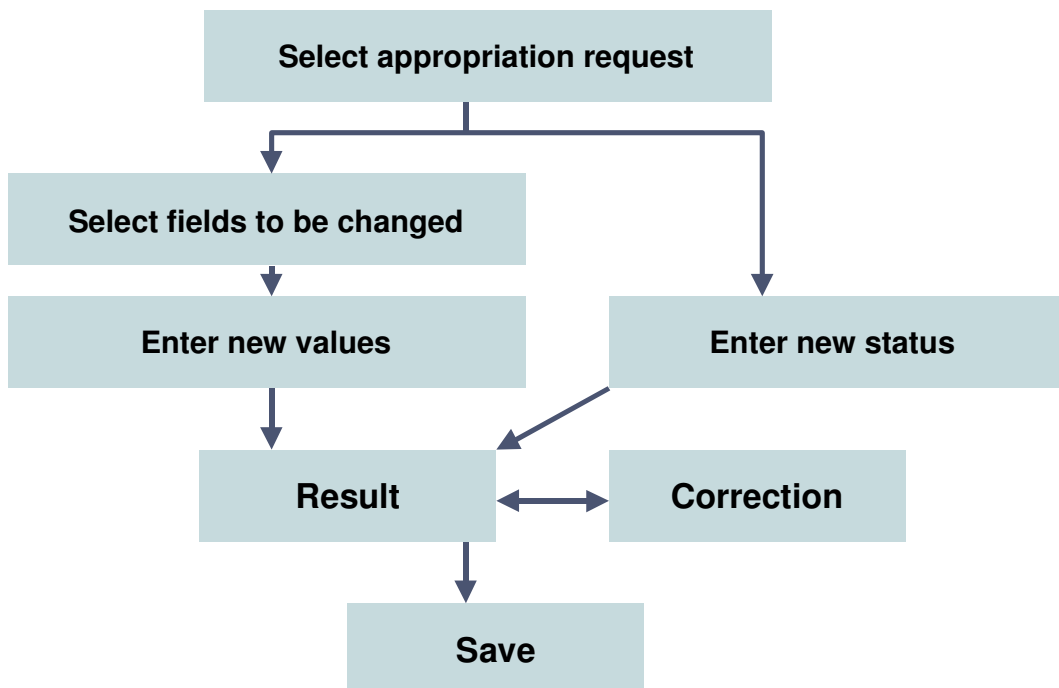 Select appropriation request
Select fields to be changed
Enter new values
Enter new status
Result
Correction
Save